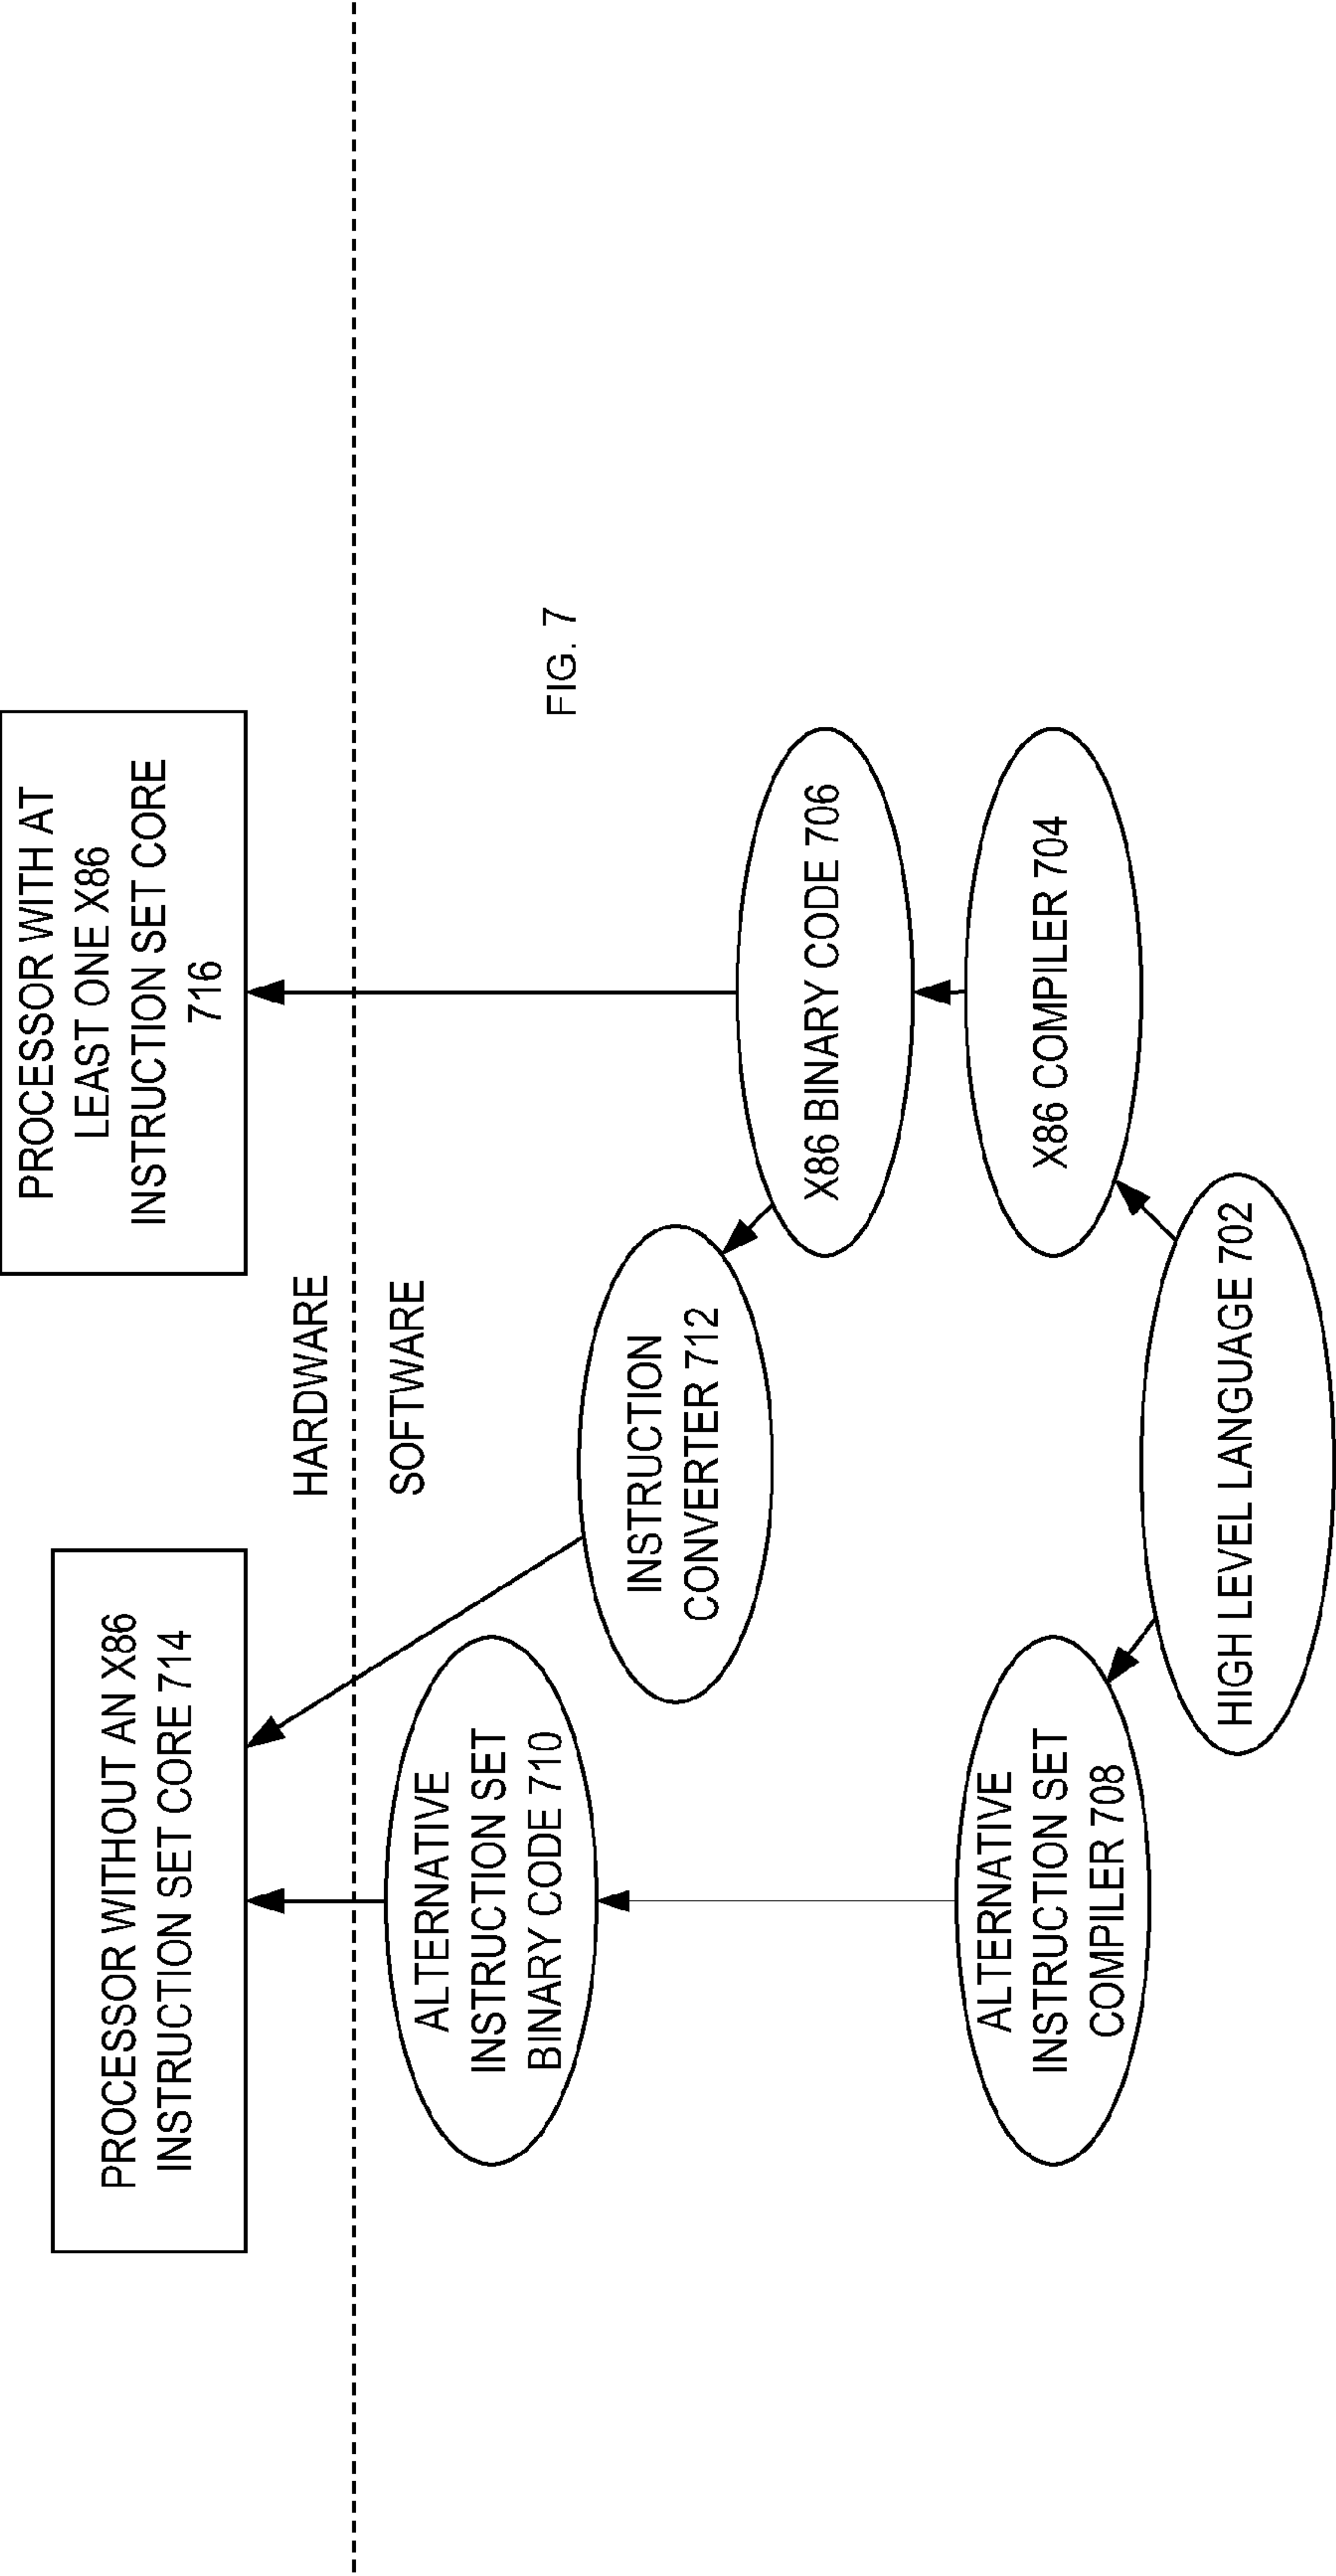 PROCESSOR WITHOUT AN X86
INSTRUCTION SET CORE 714
PROCESSOR WITH AT
LEAST ONE X86
INSTRUCTION SET CORE
716
HARDWARE
SOFTWARE
ALTERNATIVE
INSTRUCTION SET
BINARY CODE 710
INSTRUCTION
CONVERTER 712
X86 BINARY CODE 706
ALTERNATIVE
INSTRUCTION SET
COMPILER 708
X86 COMPILER 704
HIGH LEVEL LANGUAGE 702
FIG. 7